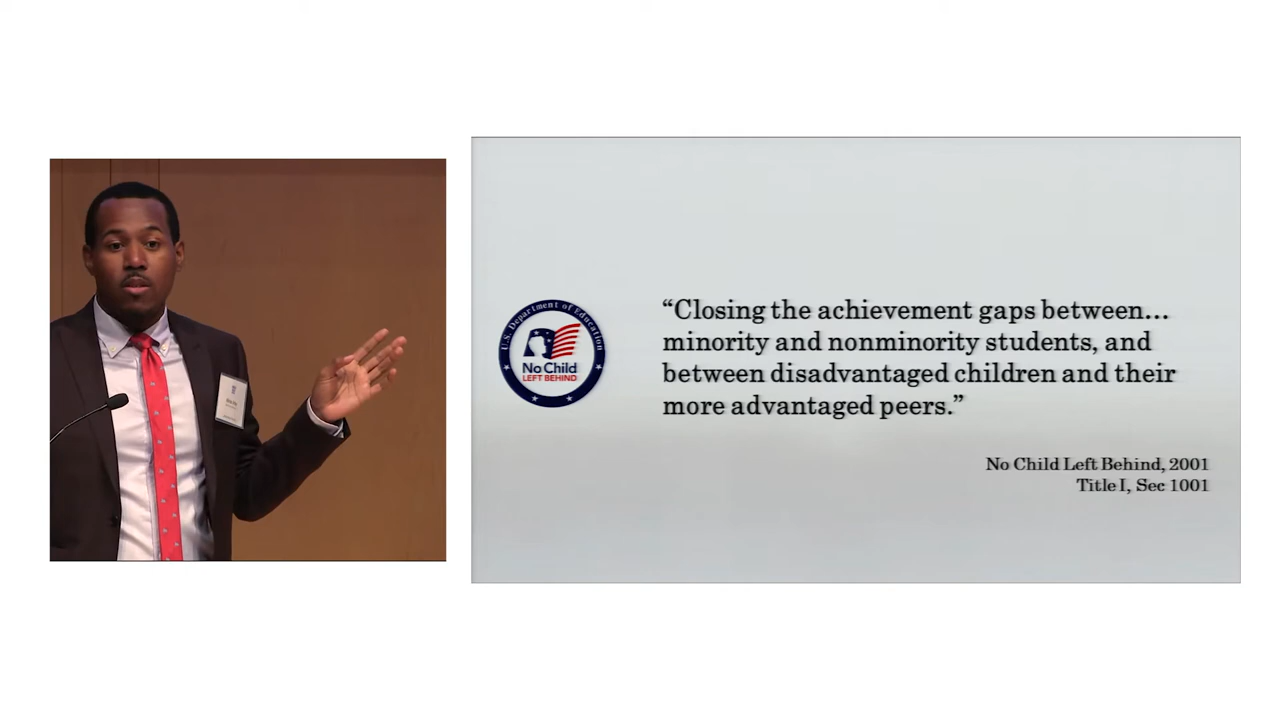 U.S. Department of Education
No Child
LEFT BEHIND
“Closing the achievement gaps between...
minority and nonminority students, and
between disadvantaged children and their
more advantaged peers.”
No Child Left Behind, 2001
Title I, Sec 1001